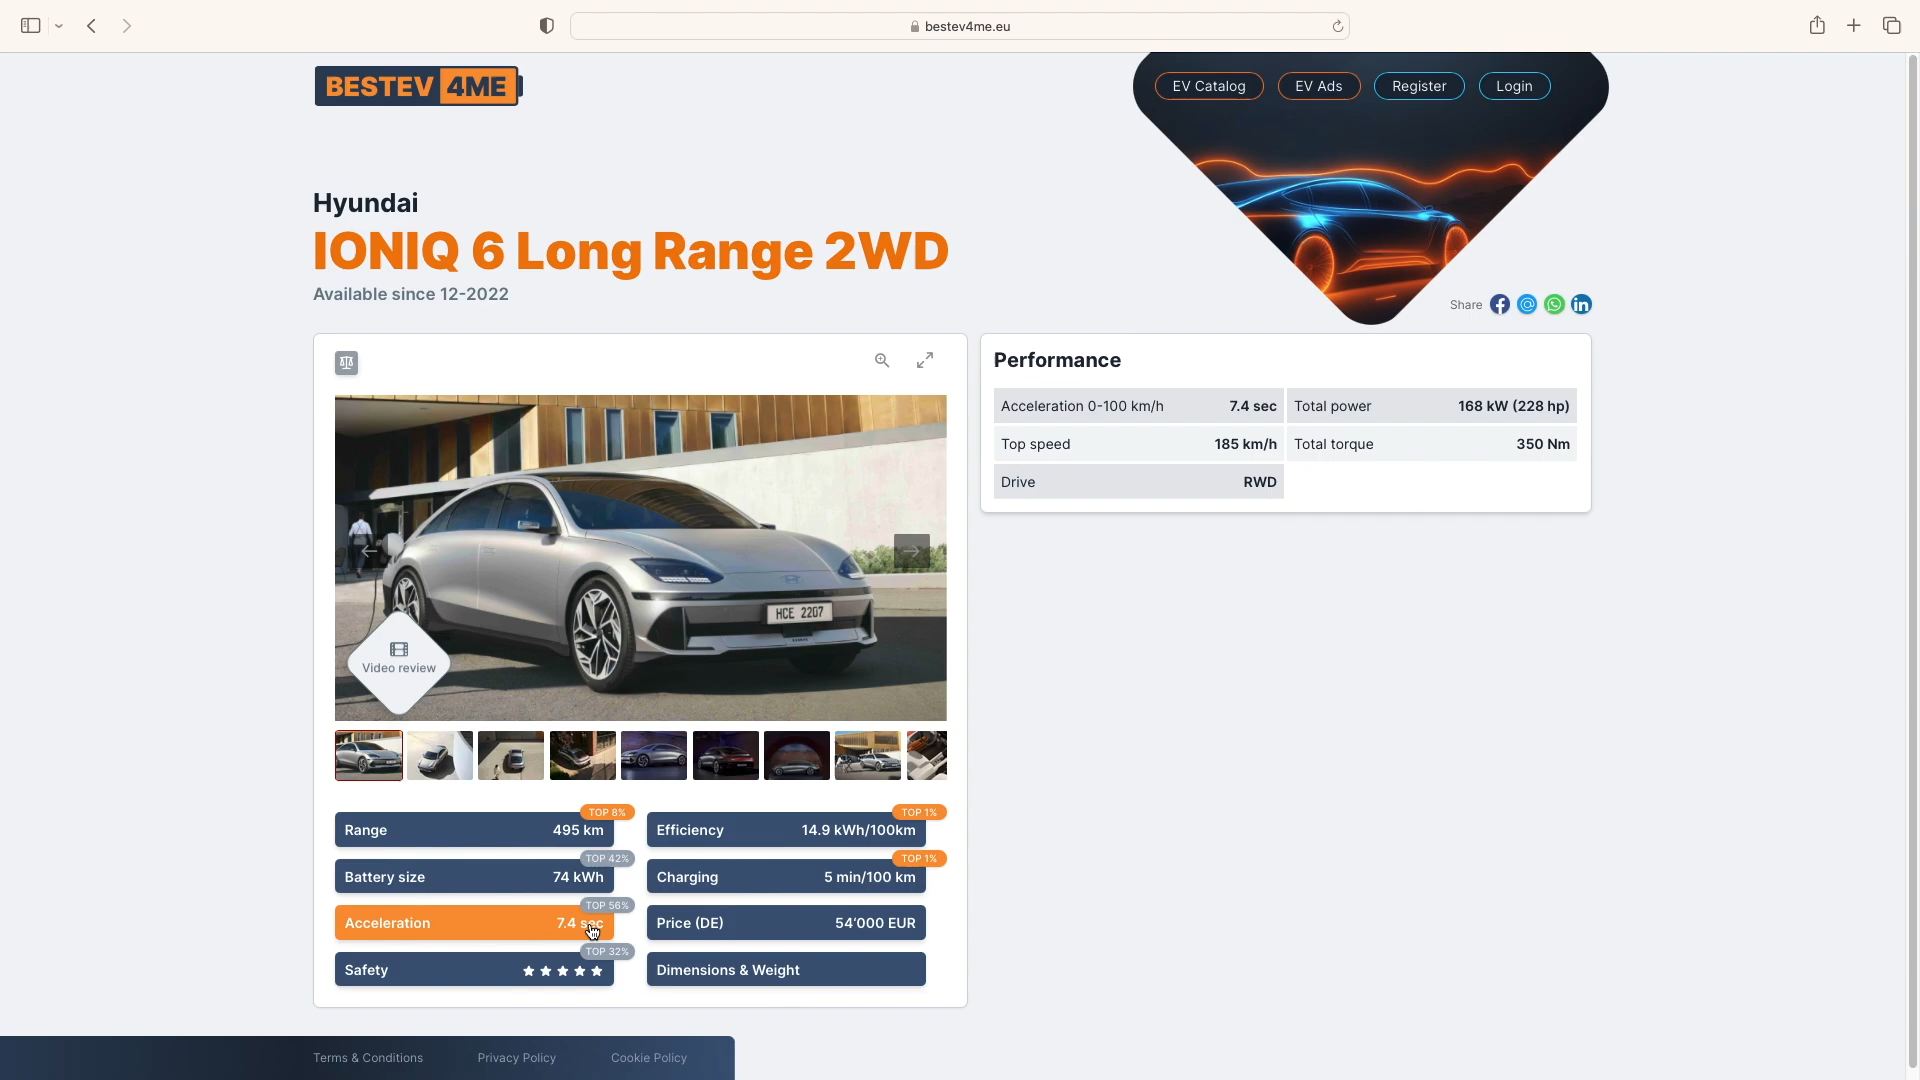 bestev4me.eu
BESTEV 4ME
EV Catalog
EV Ads
Register
Login
Hyundai
IONIQ 6 Long Range 2WD
Available since 12-2022
Share
Performance
Acceleration 0-100 km/h 7.4 sec
Total power 168 kW (228 hp)
Top speed 185 km/h
Total torque 350 Nm
Drive RWD
HCE 2207
Video review
TOP 8%
Range 495 km
TOP 1%
Efficiency 14.9 kWh/100km
TOP 42%
Battery size 74 kWh
TOP 1%
Charging 5 min/100 km
TOP 56%
Acceleration 7.4 sec
Price (DE) 54'000 EUR
TOP 32%
Safety
Dimensions & Weight
Terms & Conditions
Privacy Policy
Cookie Policy